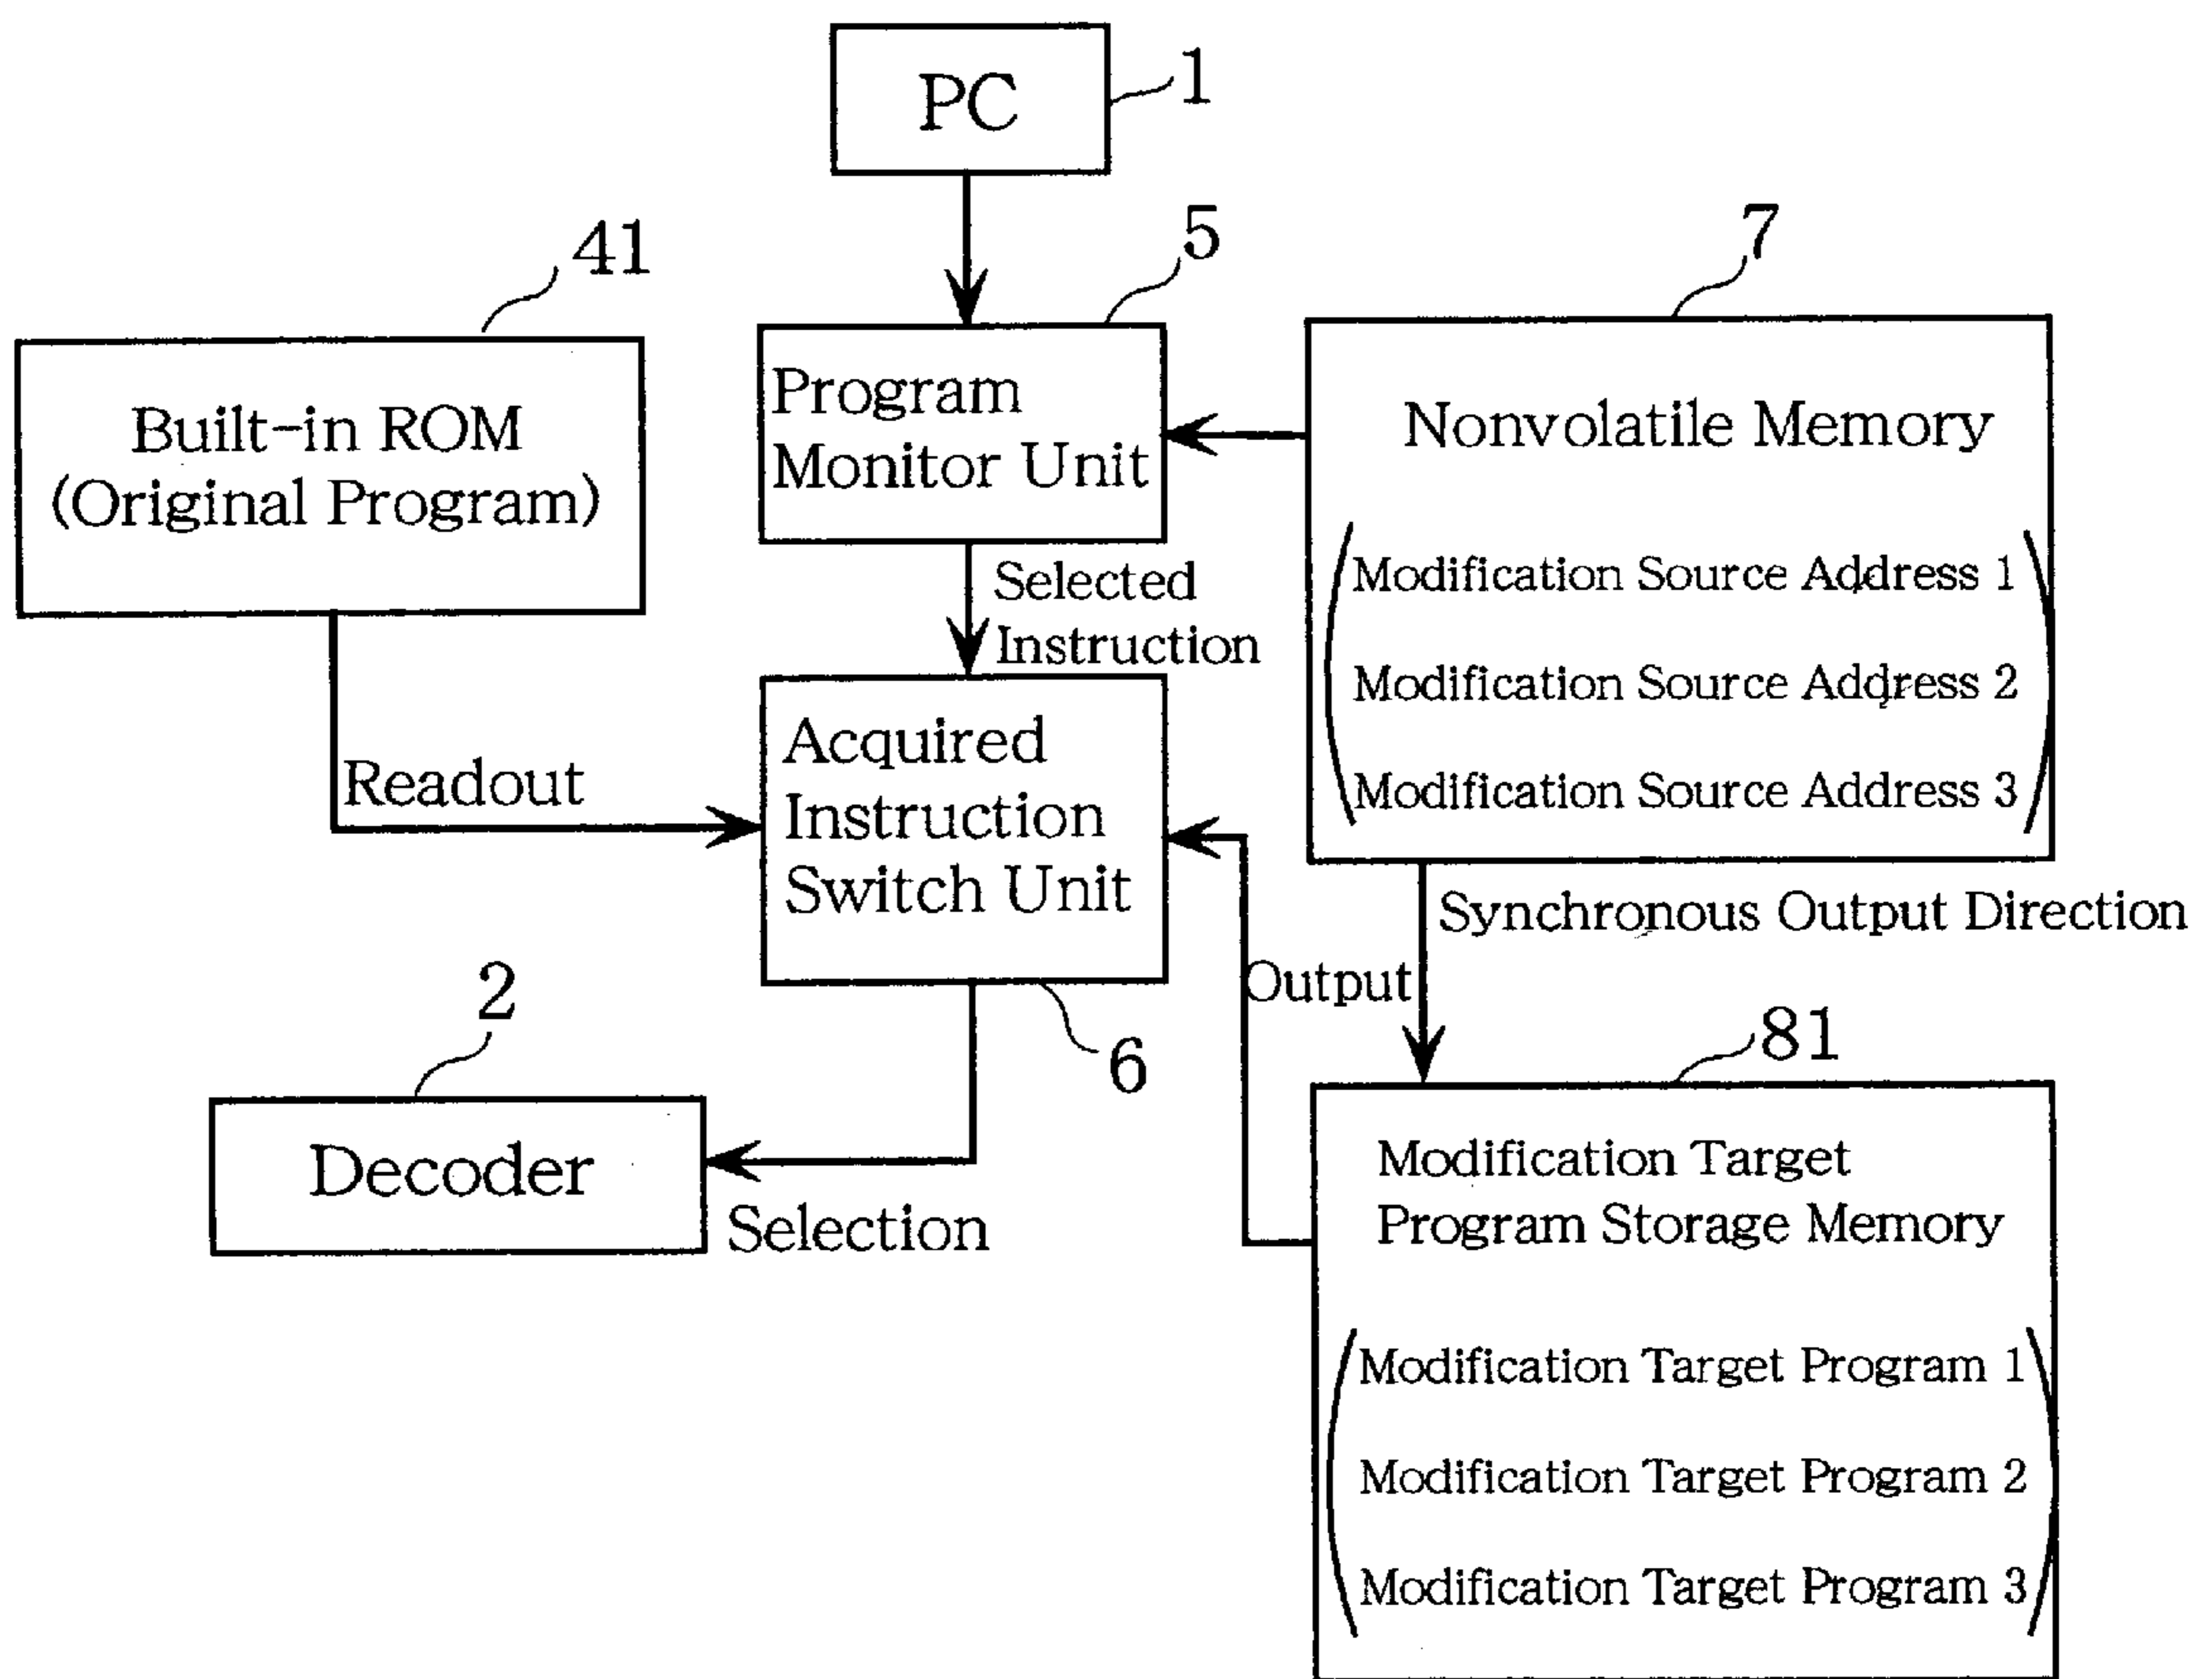 PC
1
41
5
7
Built-in ROM
(Original Program)
Program
Monitor Unit
Nonvolatile Memory
Modification Source Address 1
Modification Source Address 2
Modification Source Address 3
Selected
Instruction
Readout
Acquired
Instruction
Switch Unit
6
Synchronous Output Direction
Output
2
Decoder
Selection
81
Modification Target
Program Storage Memory
Modification Target Program 1
Modification Target Program 2
Modification Target Program 3